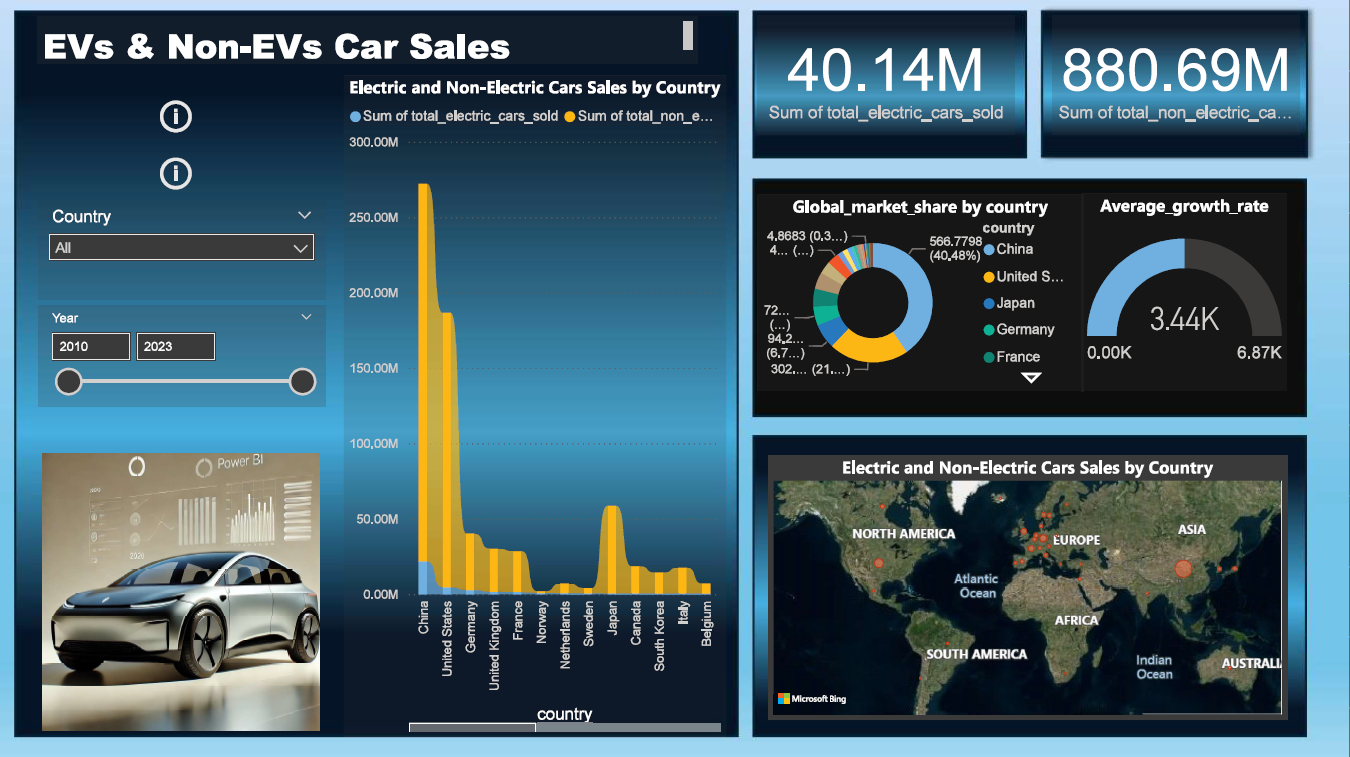 EVs & Non-EVs Car Sales
Country
All
Year
2010
2023
Power BI
2028
Electric and Non-Electric Cars Sales by Country
Sum of total_electric_cars_sold
Sum of total_non_e...
300.00M
250.00M
200.00M
150.00M
100.00M
50.00M
0.00M
China
United States
Germany
United Kingdom
France
Norway
Netherlands
Sweden
Japan
Canada
South Korea
Italy
Belgium
country
40.14M
Sum of total_electric_cars_sold
880.69M
Sum of total_non_electric_ca...
Global_market_share by country
4,8683 (0,3...)
4... (...)
72...
(...)
94,2...
(6,7...)
302,... (21,...)
566.7798
(40.48%)
country
China
United S...
Japan
Germany
France
Average_growth_rate
3.44K
0.00K
6.87K
Electric and Non-Electric Cars Sales by Country
NORTH AMERICA
EUROPE
ASIA
Atlantic
Ocean
AFRICA
SOUTH AMERICA
Indian
Ocean
AUSTRALI
Microsoft Bing